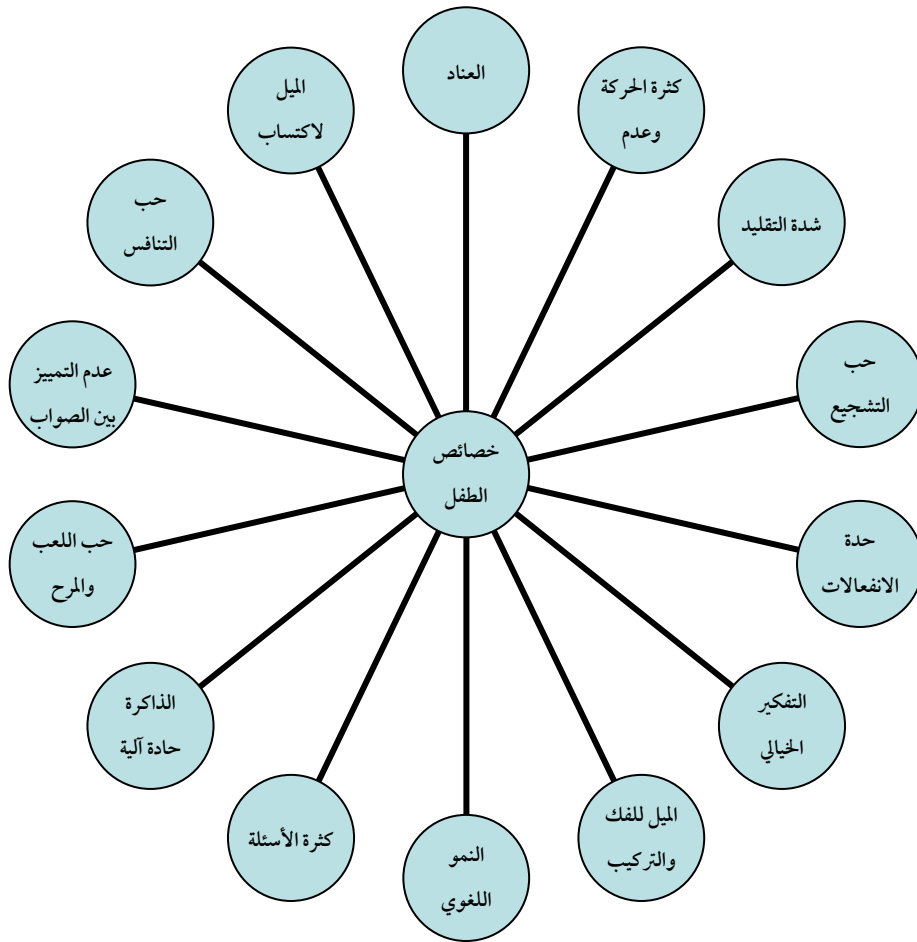 خصائص
الطفل
العناد
كثرة الحركة
وعدم
شدة التقليد
حب
التشجيع
حدة
الانفعالات
التفكير
الخيالي
الميل للفك
والتركيب
النمو
اللغوي
كثرة الأسئلة
الذاكرة
حادة آلية
حب اللعب
والمرح
عدم التمييز
بين الصواب
حب
التنافس
الميل
لاكتساب